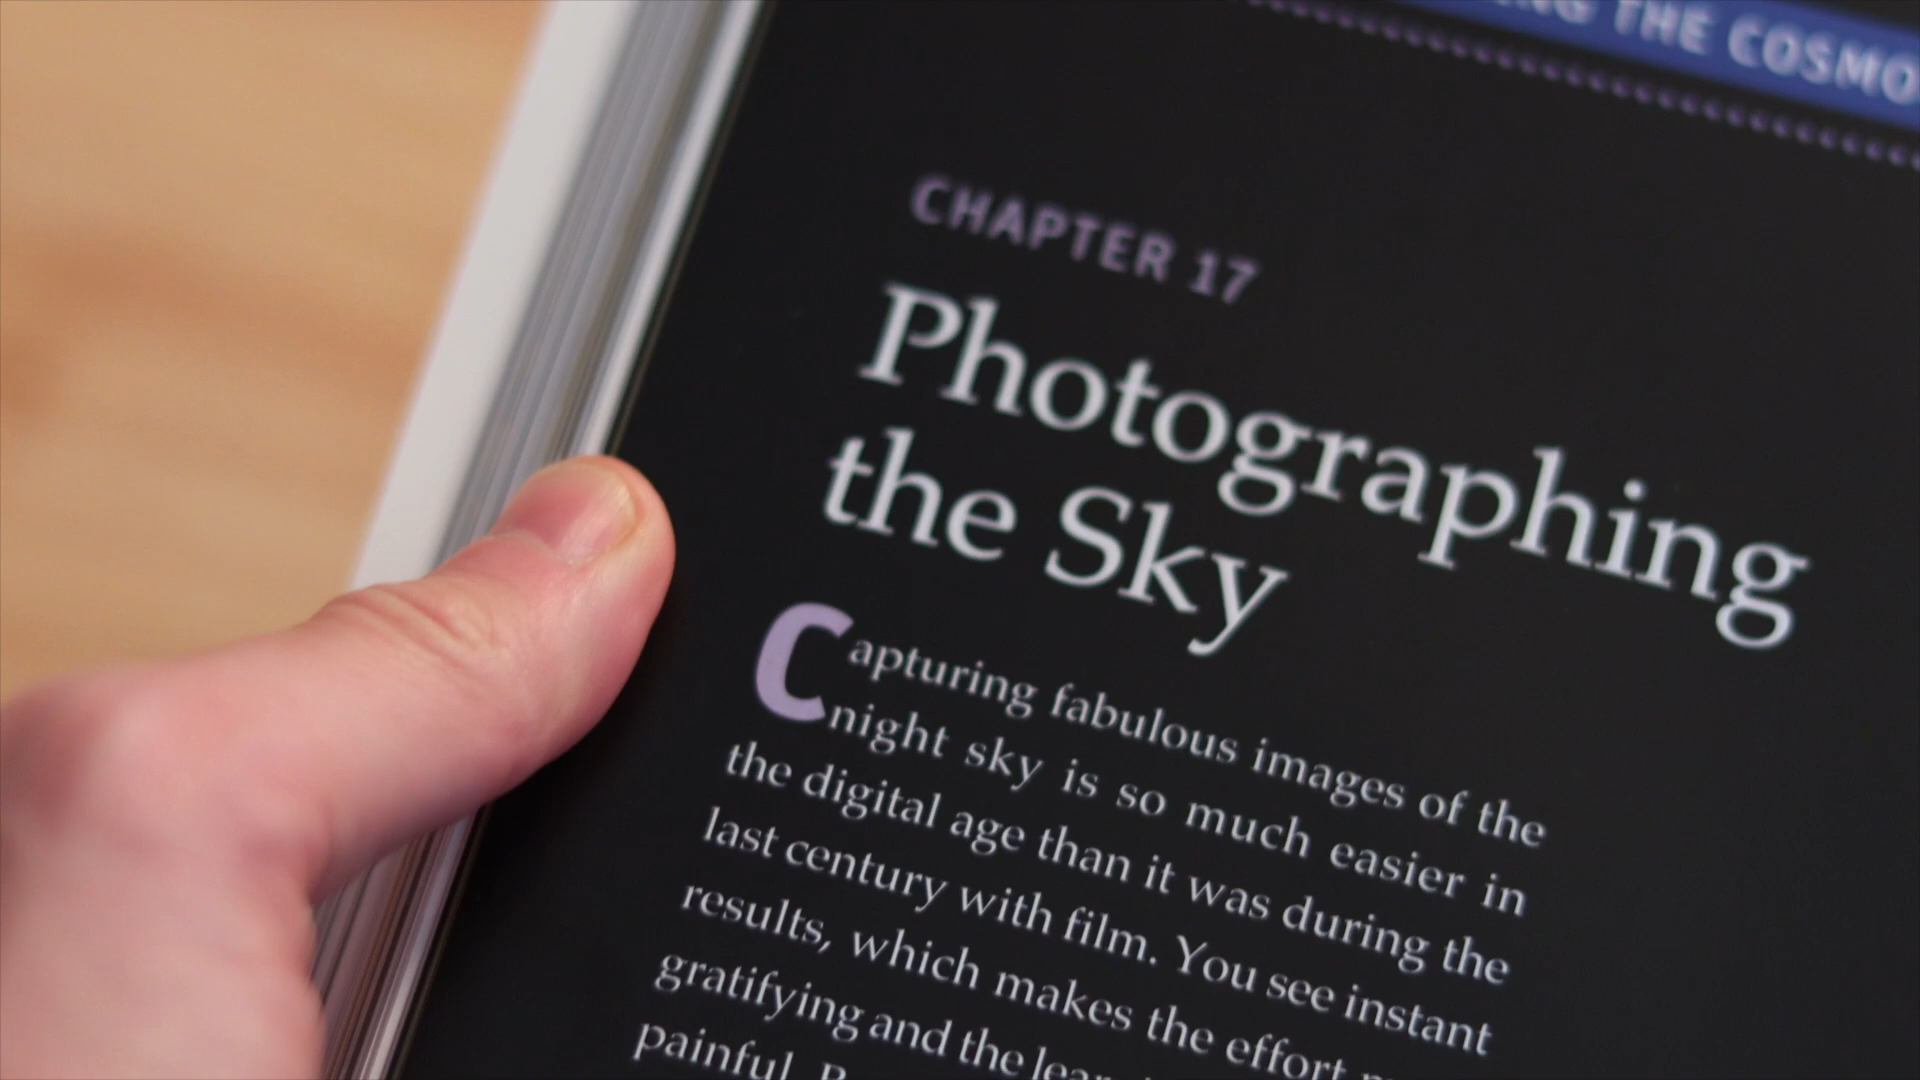 THE COSMO
CHAPTER 17
Photographing
the Sky
Capturing fabulous images of the
night sky is so much easier in
the digital age than it was during the
last century with film. You see instant
results, which makes the effort
gratifying and the
painful.